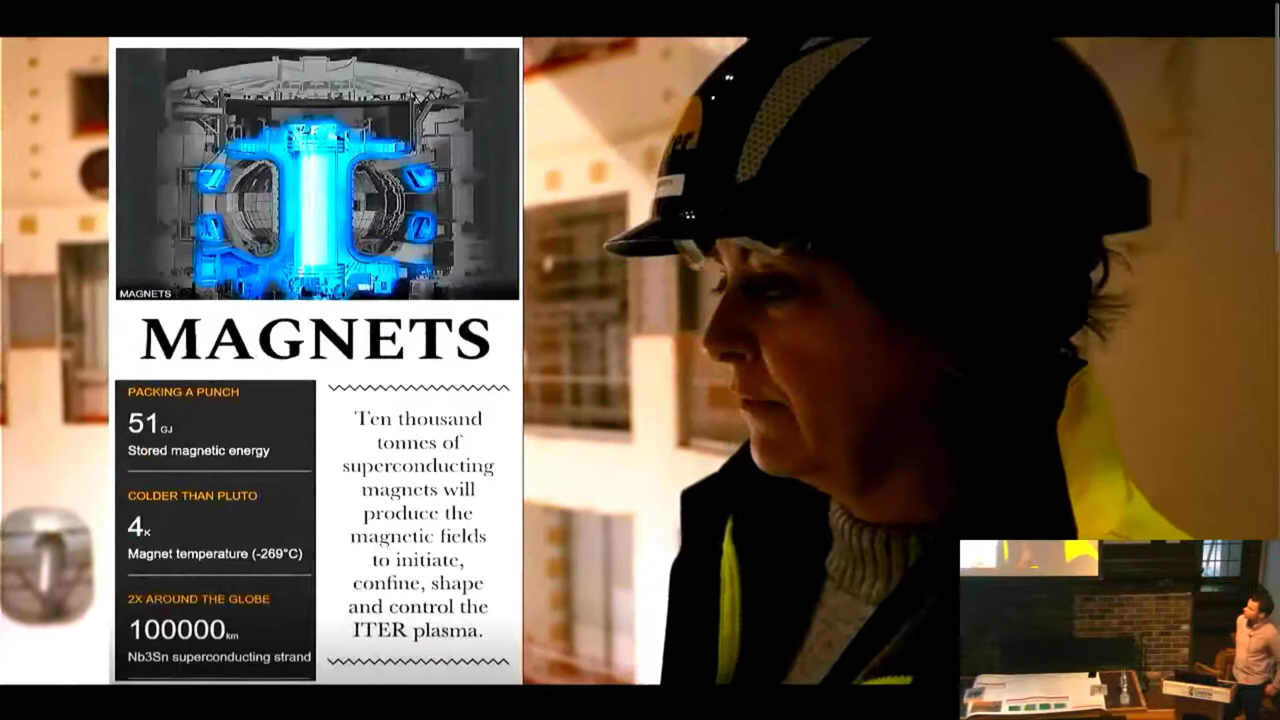 MAGNETS
MAGNETS
PACKING A PUNCH
51GJ
Stored magnetic energy
COLDER THAN PLUTO
4K
Magnet temperature (-269°C)
2X AROUND THE GLOBE
100000km
Nb3Sn superconducting strand
Ten thousand
tonnes of
superconducting
magnets will
produce the
magnetic fields
to initiate,
confine, shape
and control the
ITER plasma.